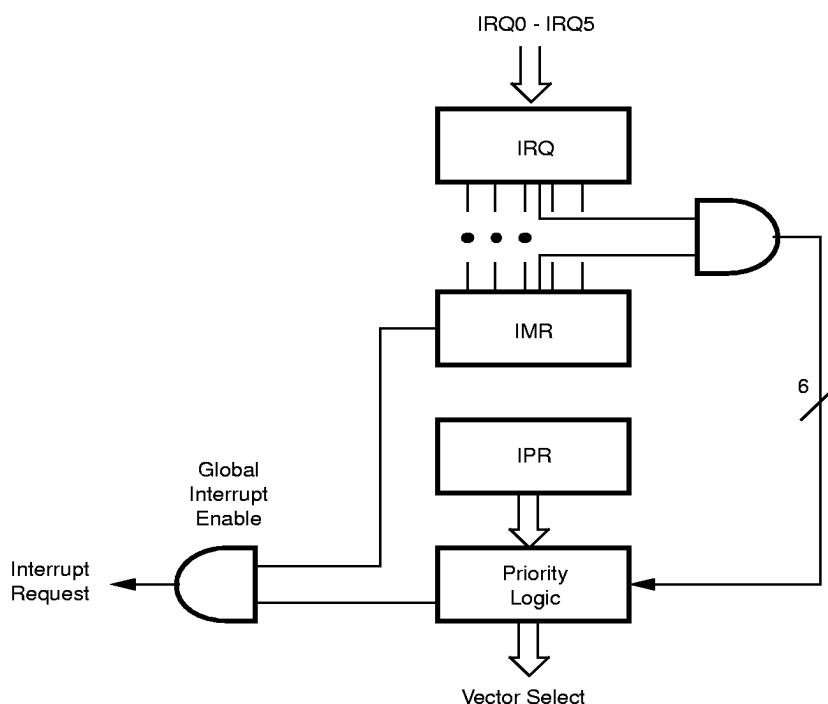 IRQ0 - IRQ5
IRQ
IMR
6
IPR
Global
Interrupt
Enable
Interrupt
Request
Priority
Logic
Vector Select